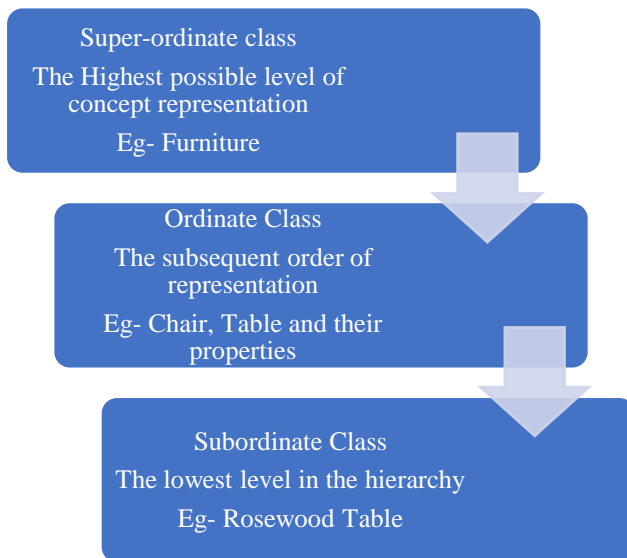 Super-ordinate class
The Highest possible level of
concept representation
Eg- Furniture
Ordinate Class
The subsequent order of
representation
Eg- Chair, Table and their
properties
Subordinate Class
The lowest level in the hierarchy
Eg- Rosewood Table